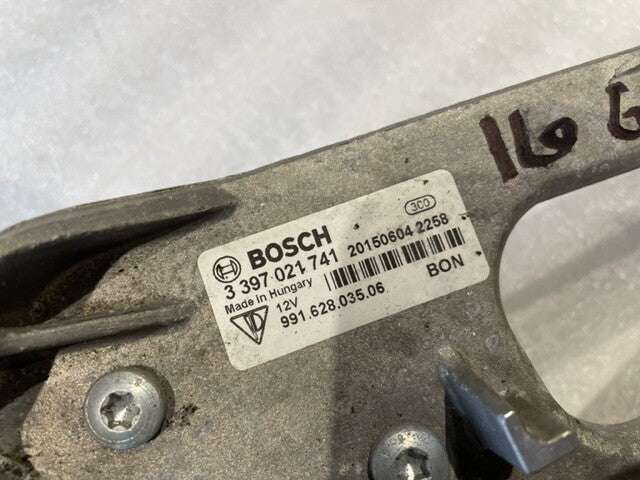 16 G
300
BOSCH
3 397 021 741 20150604 2258
Made in Hungary
12V BON
991.628.035.06